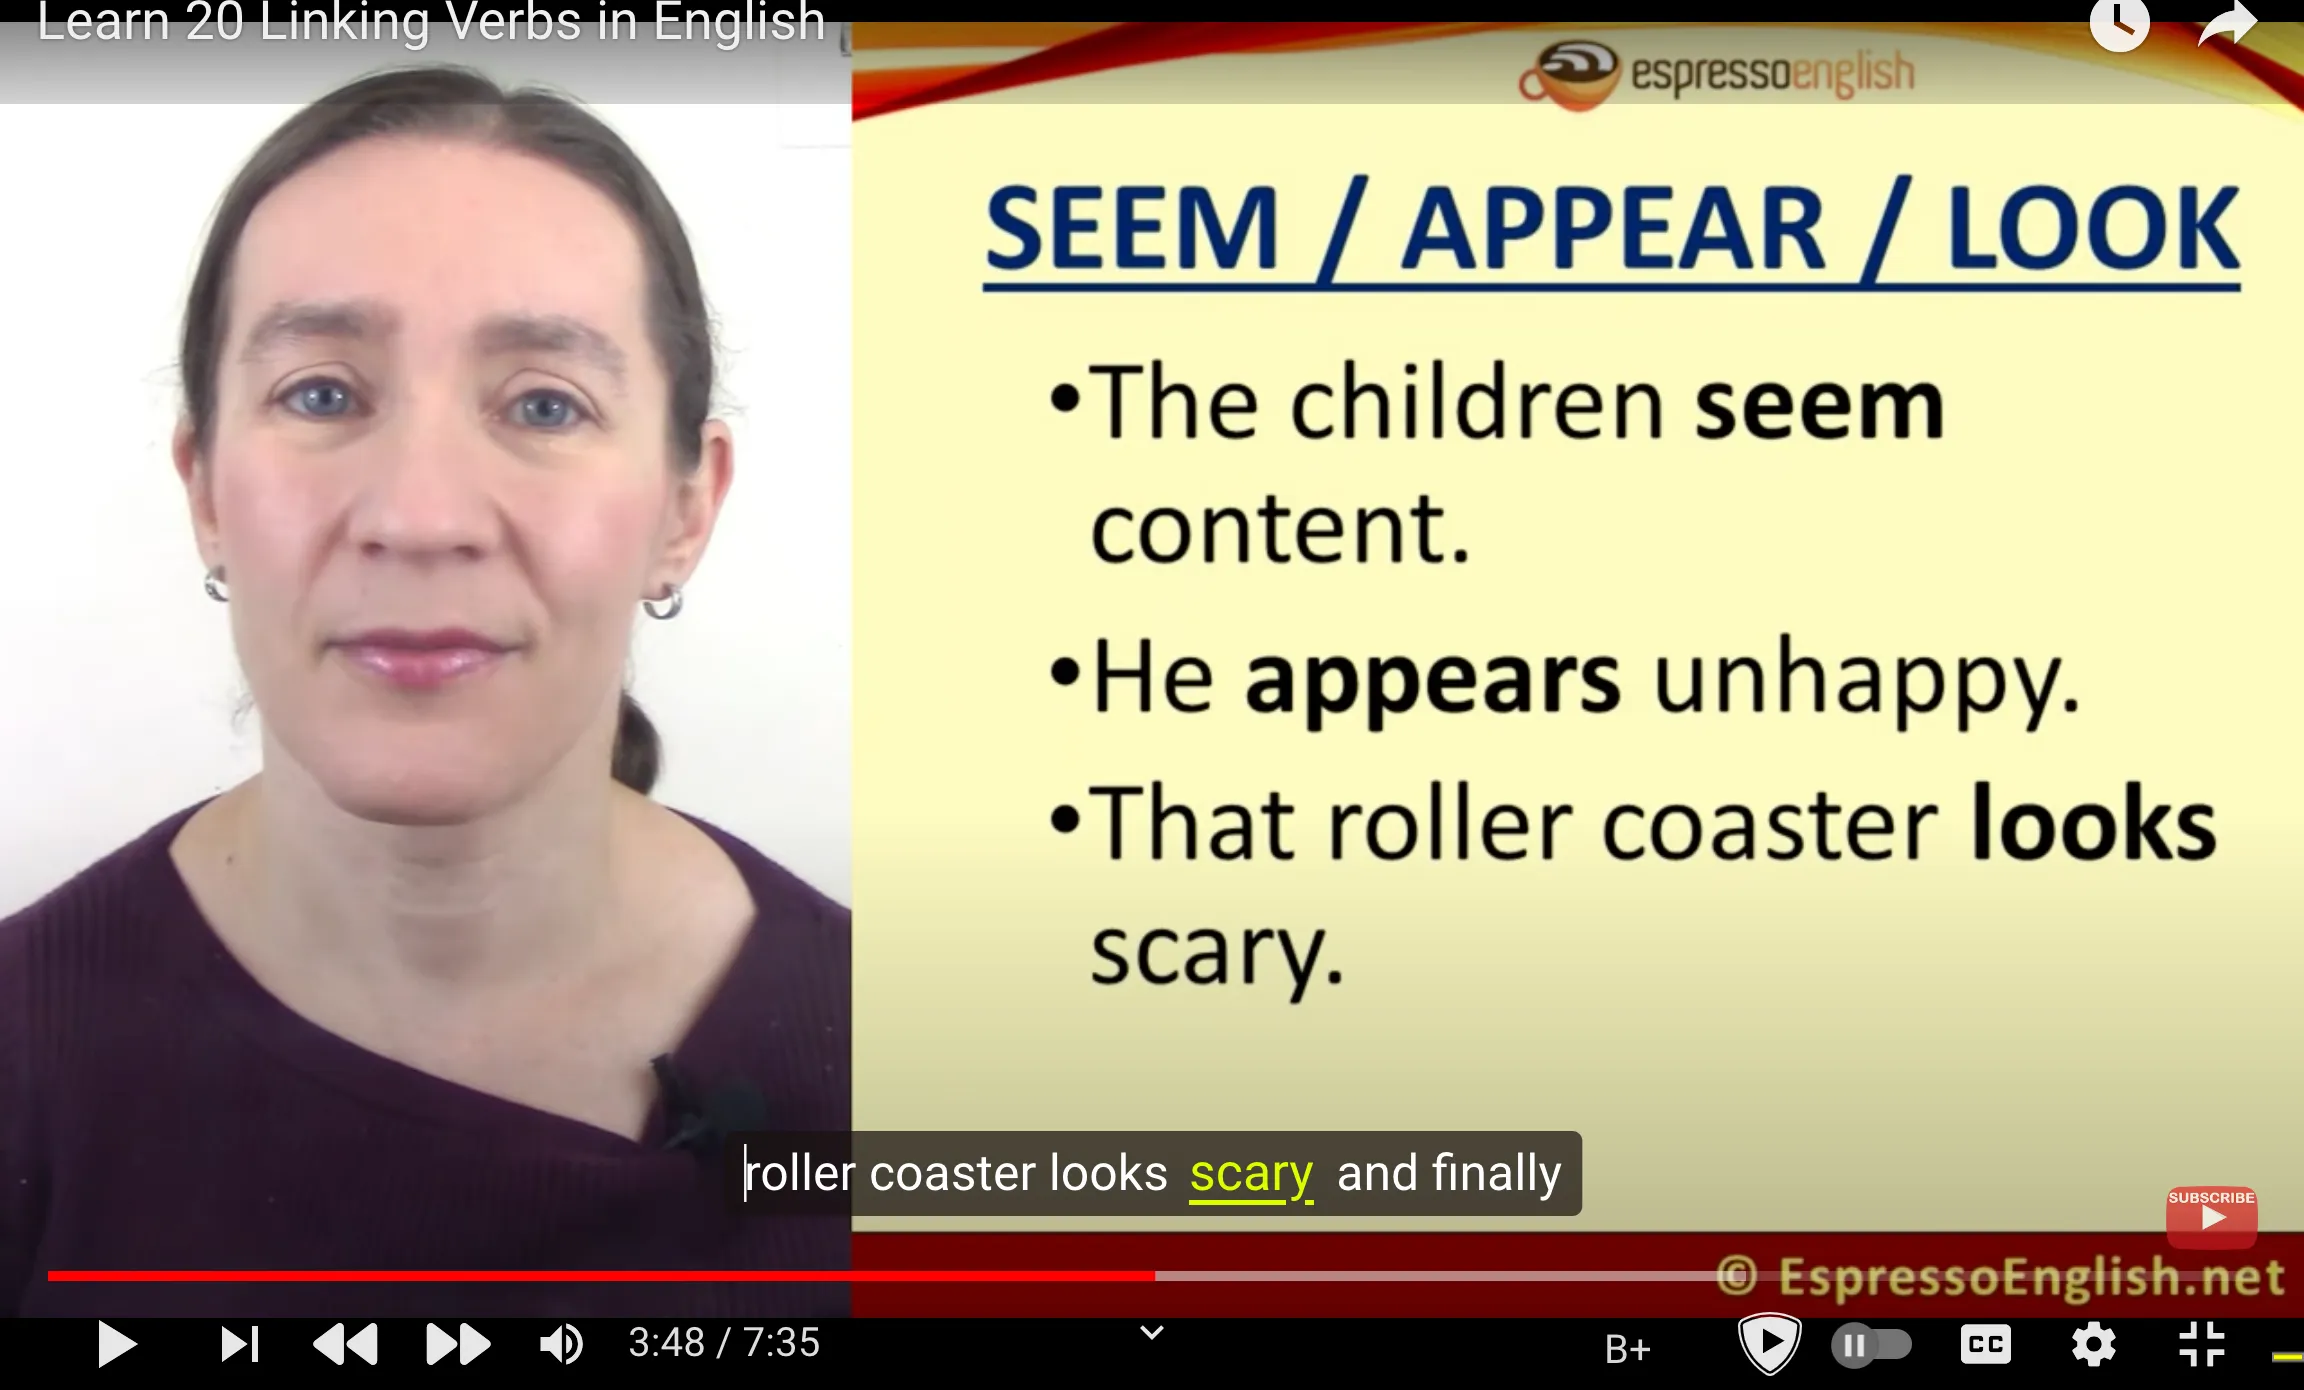 Learn 20 Linking Verbs in English
espressoenglish
SEEM / APPEAR / LOOK
•The children seem
content.
•He appears unhappy.
•That roller coaster looks
scary.
roller coaster looks scary and finally
SUBSCRIBE
© EspressoEnglish.net
3:48 / 7:35
B+
CC